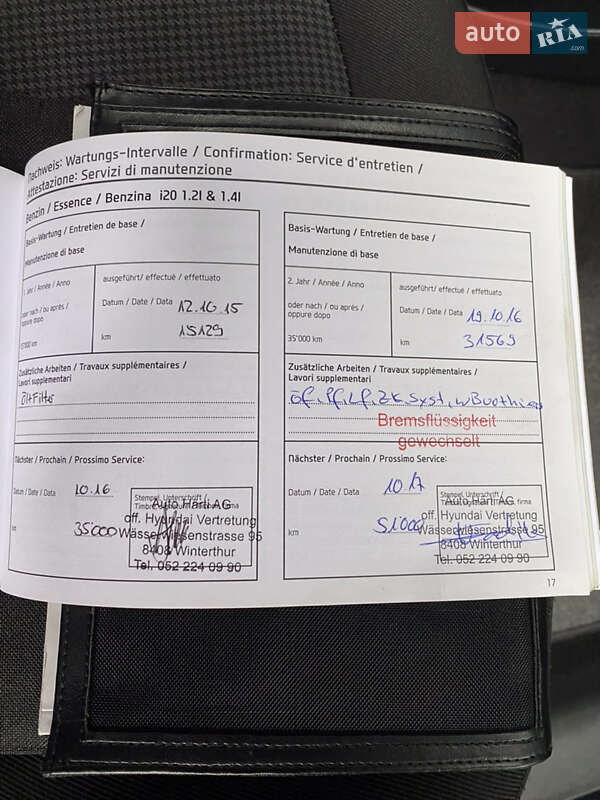 auto RIA .com
Nachweis: Wartungs-Intervalle / Confirmation: Service d'entretien /
Attestazione: Servizi di manutenzione
Benzin / Essence / Benzina i20 1.2l & 1.4l
Basis-Wartung / Entretien de base /
Manutenzione di base
1. Jahr / Année / Anno
ausgeführt/ effectué / effettuato
oder nach / ou après /
oppure dopo
Datum / Date / Data 12.10.15
km 15129
Zusätzliche Arbeiten / Travaux supplémentaires /
Lavori supplementari
Öl+Filter
Nächster / Prochain / Prossimo Service:
Datum / Date / Data 10.16
km 35000
Stempel, Unterschrift /
Auto Hart AG
off. Hyundai Vertretung
Wässerwiesenstrasse 95
8408 Winterthur
Tel. 052 224 09 90
Basis-Wartung / Entretien de base /
Manutenzione di base
2. Jahr / Année / Anno
ausgeführt/ effectué / effettuato
oder nach / ou après /
oppure dopo
Datum / Date / Data 19.10.16
35'000 km
km 31569
Zusätzliche Arbeiten / Travaux supplémentaires /
Lavori supplementari
Bremsflüssigkeit
gewechselt
Nächster / Prochain / Prossimo Service:
Datum / Date / Data 10 17
km 51000
Stempel, Unterschrift /
Auto Hart AG
off. Hyundai Vertretung
Wässerwiesenstrasse 95
8408 Winterthur
Tel. 052 224 09 90
17